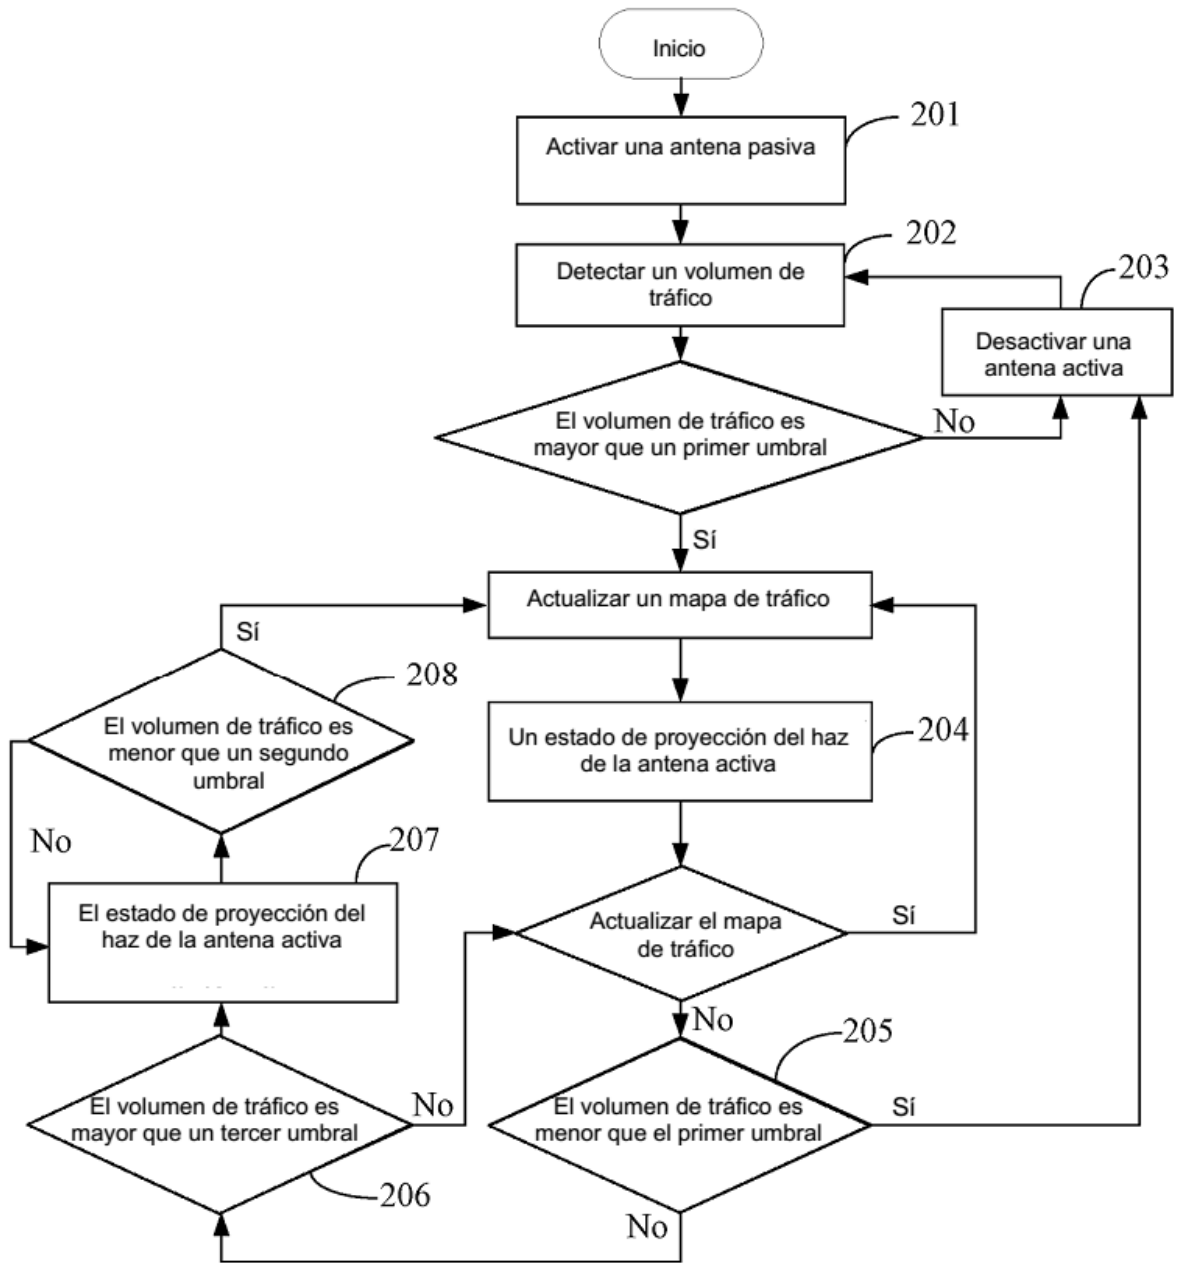 Inicio
201
Activar una antena pasiva
202
Detectar un volumen de
tráfico
203
Desactivar una
antena activa
El volumen de tráfico es
mayor que un primer umbral
No
Sí
Actualizar un mapa de tráfico
Sí
208
El volumen de tráfico es
menor que un segundo
umbral
Un estado de proyección del haz
de la antena activa
204
No
207
El estado de proyección del
haz de la antena activa
Actualizar el mapa
de tráfico
Sí
No
205
El volumen de tráfico es
mayor que un tercer umbral
No
El volumen de tráfico es
menor que el primer umbral
Sí
206
No